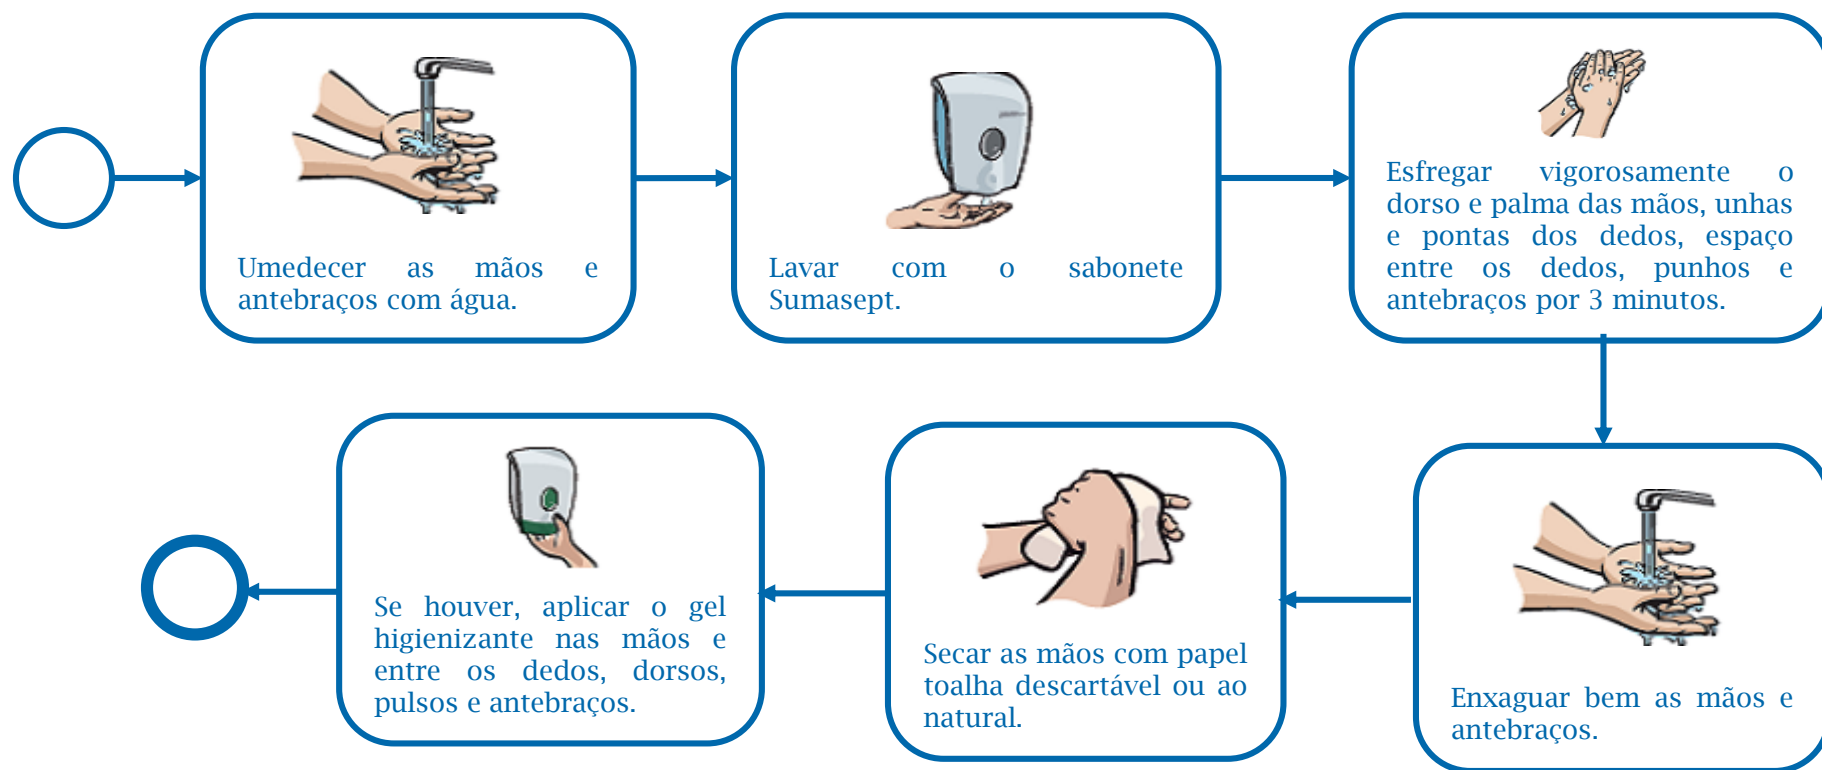 Umedecer as mãos e
antebraços com água.
Lavar com o sabonete
Sumasept.
Esfregar vigorosamente o
dorso e palma das mãos, unhas
e pontas dos dedos, espaço
entre os dedos, punhos e
antebraços por 3 minutos.
Enxaguar bem as mãos e
antebraços.
Secar as mãos com papel
toalha descartável ou ao
natural.
Se houver, aplicar o gel
higienizante nas mãos e
entre os dedos, dorsos,
pulsos e antebraços.